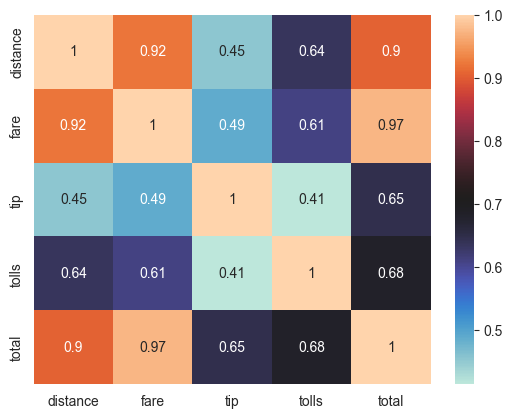 distance 1 0.92 0.45 0.64 0.9
fare 0.92 1 0.49 0.61 0.97
tip 0.45 0.49 1 0.41 0.65
tolls 0.64 0.61 0.41 1 0.68
total 0.9 0.97 0.65 0.68 1
distance fare tip tolls total
1.0
0.9
0.8
0.7
0.6
0.5